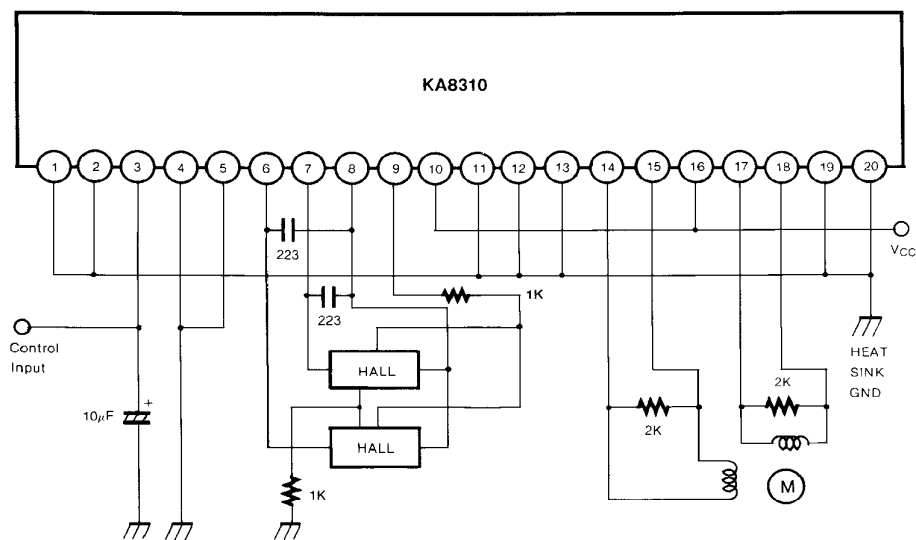 KA8310
1 2 3 4 5 6 7 8 9 10 11 12 13 14 15 16 17 18 19 20
223
VCC
223
1K
Control
Input
HALL
HEAT
SINK
GND
2K
10μF
+
2K
HALL
1K
M